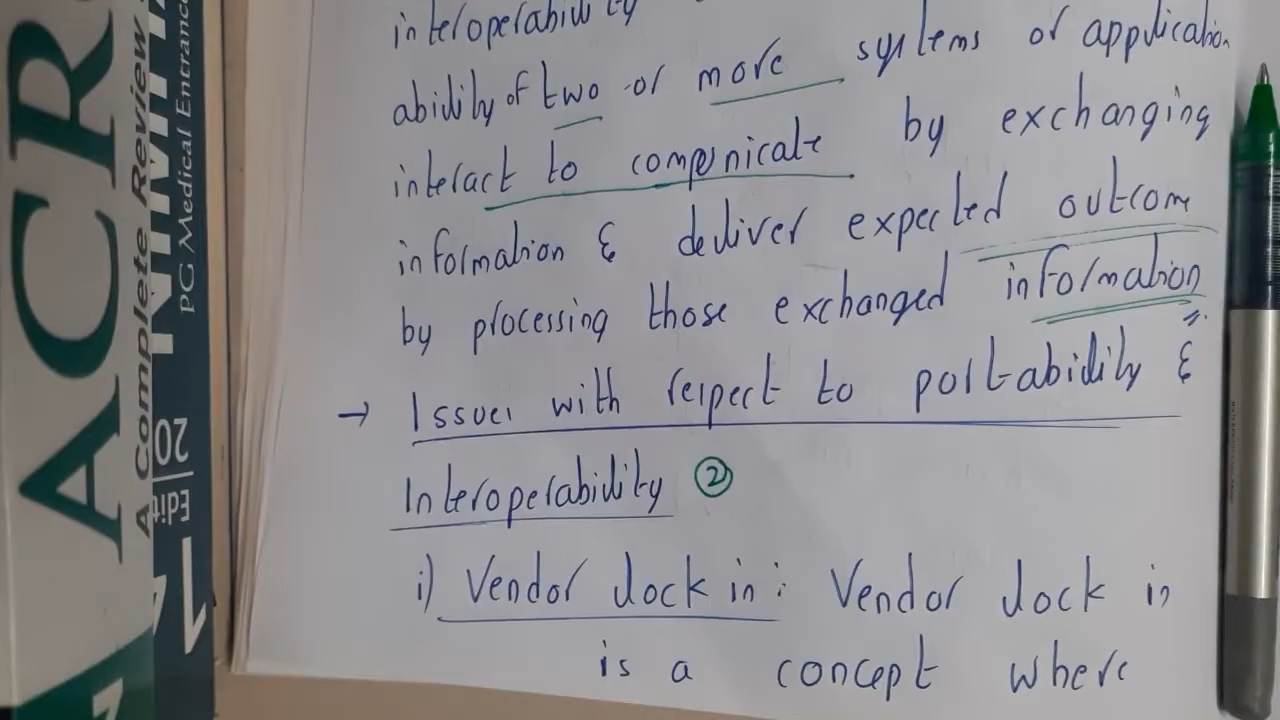 interoperability
ability of two or more systems or application
interact to communicate by exchanging
information & deliver expected outcom
by processing those exchanged information
→ Issues with respect to portability &
Interoperability ②
i) Vendor lock in : Vendor lock in
is a concept where
ACR
A Complete Review
PG Medical Entrance
20
Edit